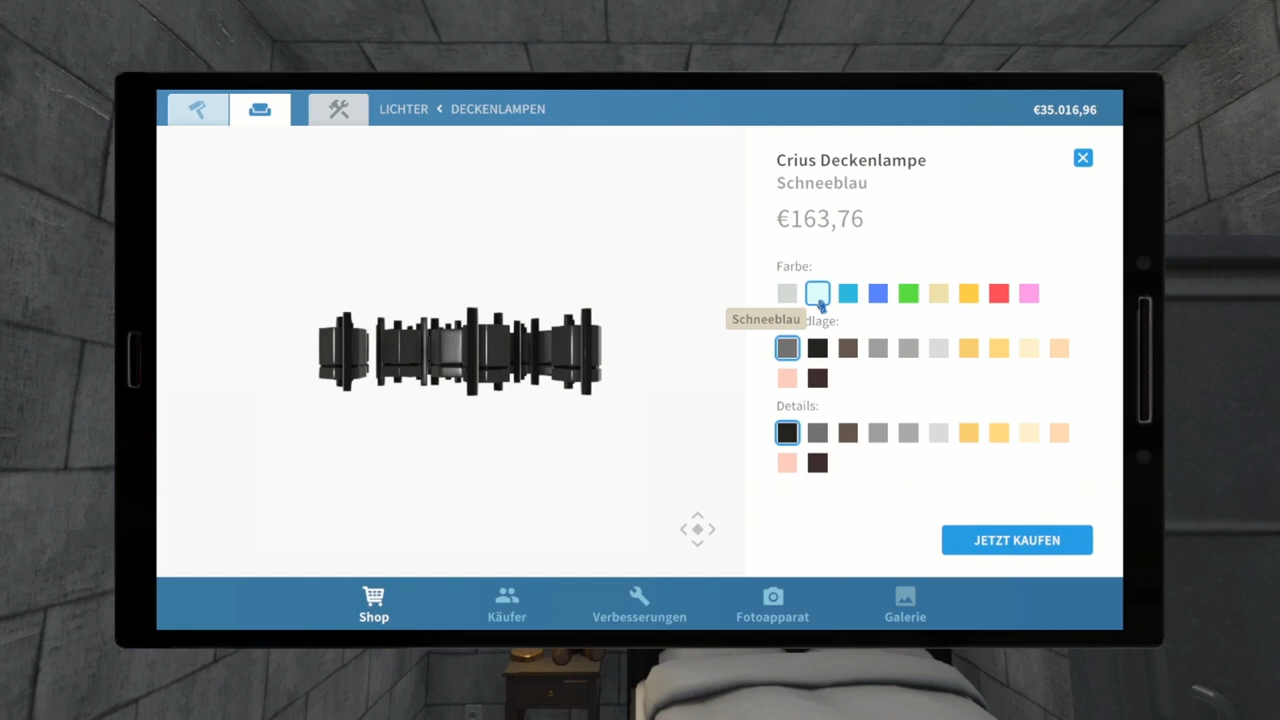 LICHTER < DECKENLAMPEN
€35.016,96
Crius Deckenlampe
Schneeblau
€163,76
Farbe:
Schneeblau
dlage:
Details:
JETZT KAUFEN
Shop
Käufer
Verbesserungen
Fotoapparat
Galerie